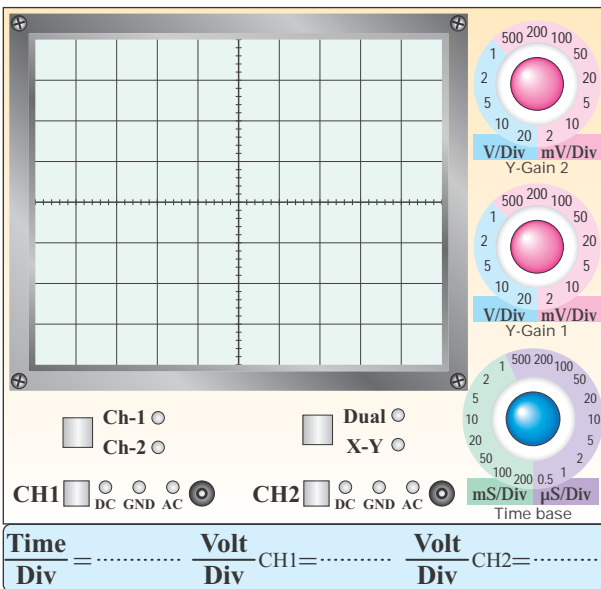 500 200 100
1 50
2 20
5 10
10 5
20 2
V/Div mV/Div
Y-Gain 2
500 200 100
1 50
2 20
5 5
10 10
20 2
V/Div mV/Div
Y-Gain 1
1 500 200 100
2 50
5 20
10 10
20 5
50 2
100 200 0.5 1
mS/Div μS/Div
Time base
Ch-1
Ch-2
Dual
X-Y
CH1 DC GND AC
CH2 DC GND AC
Time/Div = ............... Volt/Div CH1=............... Volt/Div CH2=...............